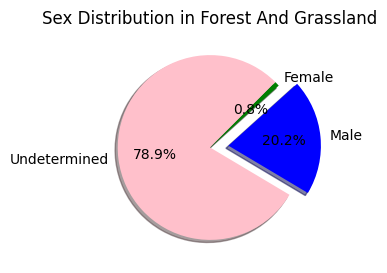 Sex Distribution in Forest And Grassland
Female
0.8%
20.2%
Male
78.9%
Undetermined